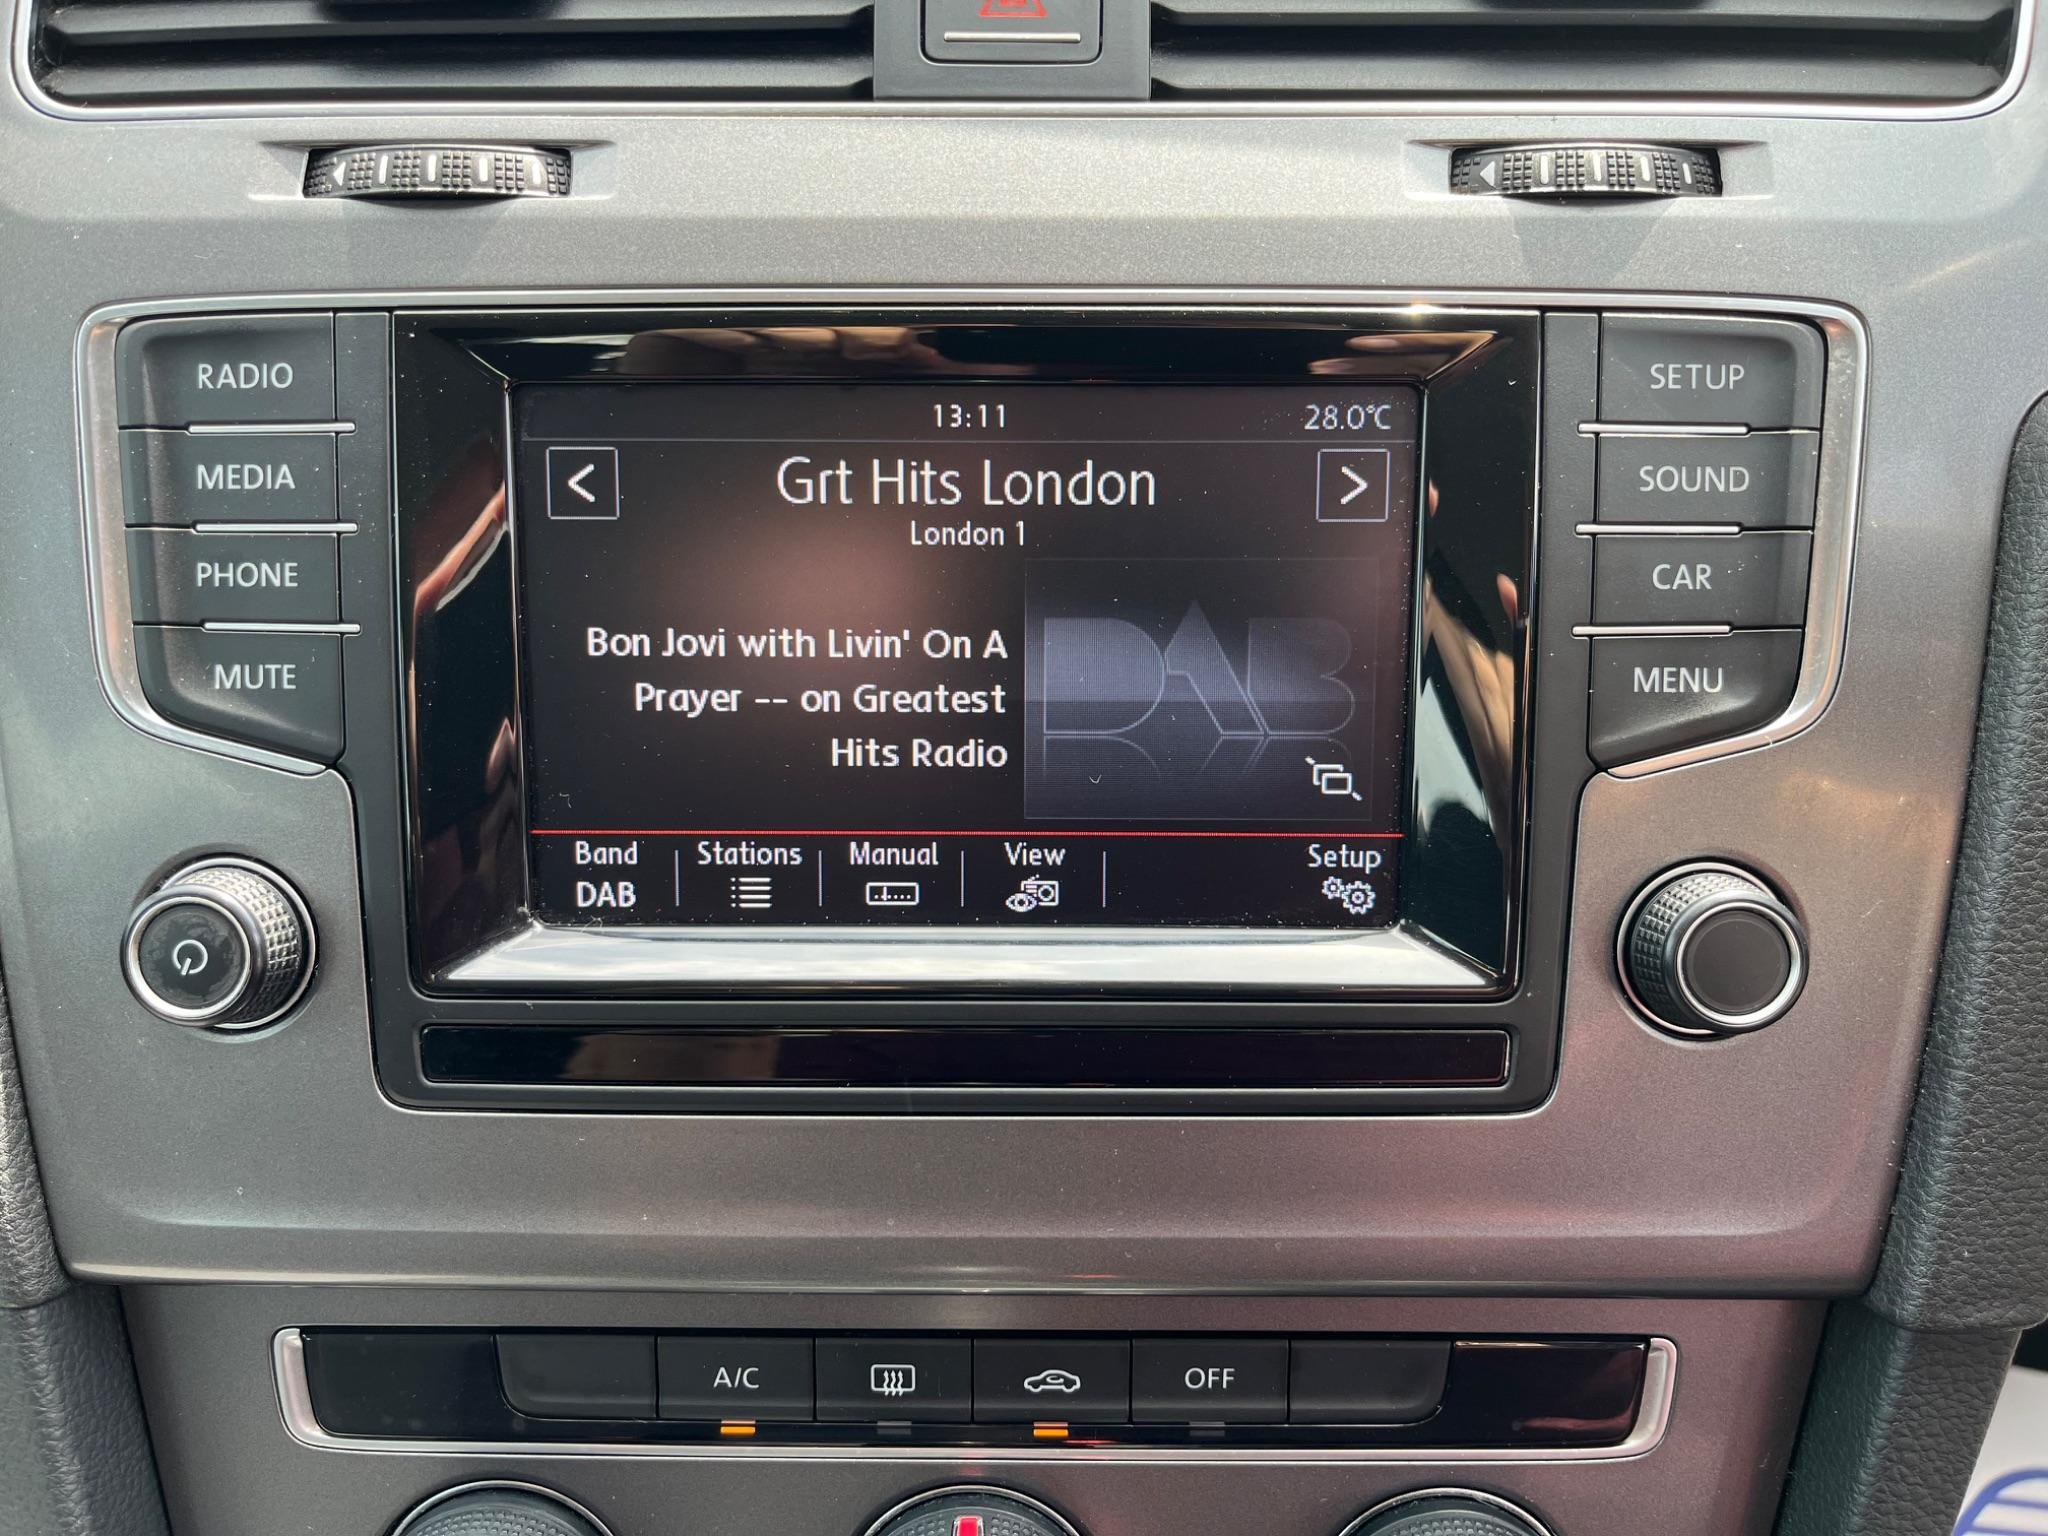 RADIO
MEDIA
PHONE
MUTE
13:11
28.0°C
<
Grt Hits London
>
London 1
Bon Jovi with Livin' On A
Prayer -- on Greatest
Hits Radio
DAB
Band
Stations
Manual
View
Setup
DAB
SETUP
SOUND
CAR
MENU
A/C
OFF